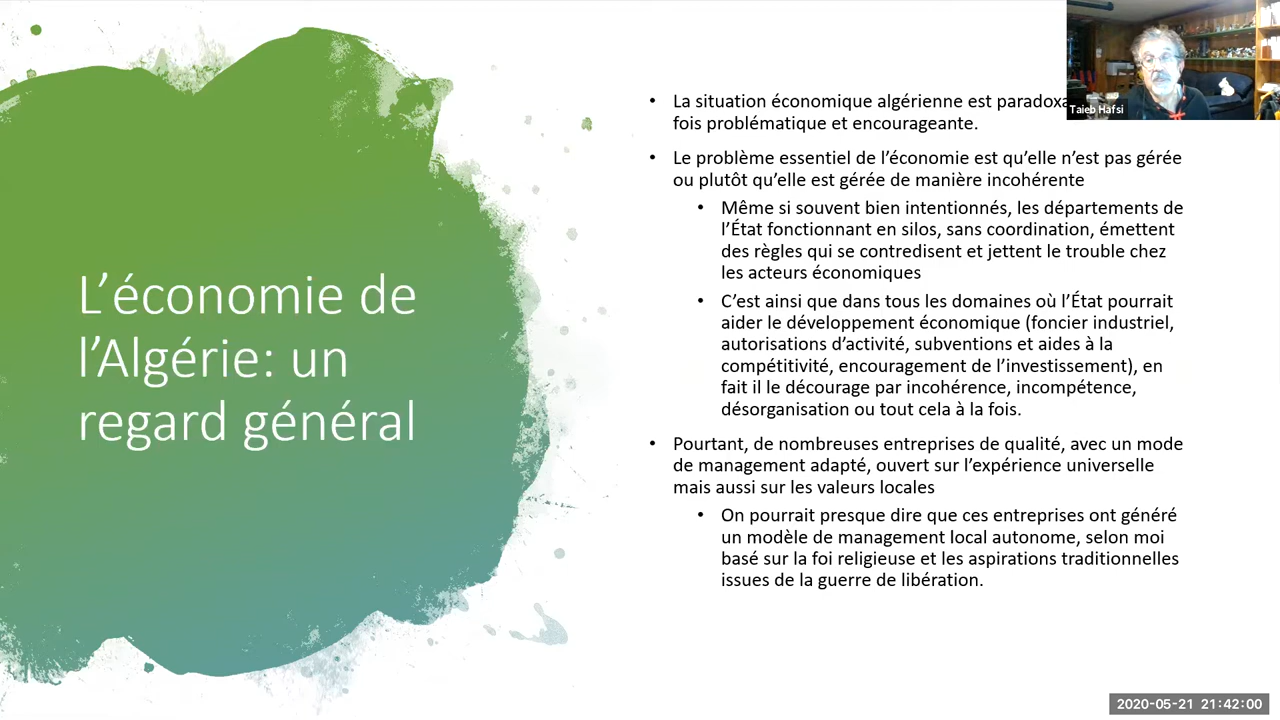 L’économie de
l’Algérie: un
regard général
• La situation économique algérienne est
fois problématique et encourageante.
• Le problème essentiel de l’économie est qu’elle n’est pas gérée
ou plutôt qu’elle est gérée de manière incohérente
• Même si souvent bien intentionnés, les départements de
l’État fonctionnant en silos, sans coordination, émettent
des règles qui se contredisent et jettent le trouble chez
les acteurs économiques
• C’est ainsi que dans tous les domaines où l’État pourrait
aider le développement économique (foncier industriel,
autorisations d’activité, subventions et aides à la
compétitivité, encouragement de l’investissement), en
fait il le décourage par incohérence, incompétence,
désorganisation ou tout cela à la fois.
• Pourtant, de nombreuses entreprises de qualité, avec un mode
de management adapté, ouvert sur l’expérience universelle
mais aussi sur les valeurs locales
• On pourrait presque dire que ces entreprises ont généré
un modèle de management local autonome, selon moi
basé sur la foi religieuse et les aspirations traditionnelles
issues de la guerre de libération.
Taieb Hafsi
2020-05-21 21:42:00